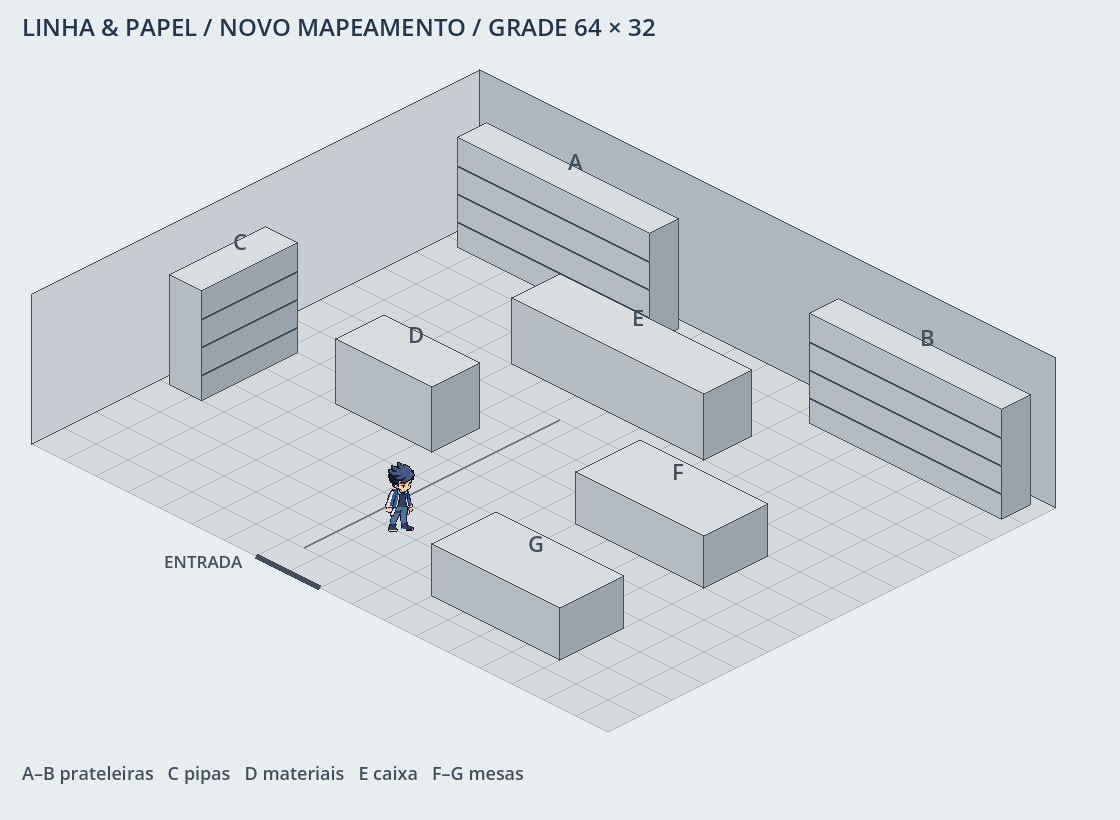 LINHA & PAPEL / NOVO MAPEAMENTO / GRADE 64 × 32
A
C
E
B
D
F
G
ENTRADA
A–B prateleiras C pipas D materiais E caixa F–G mesas